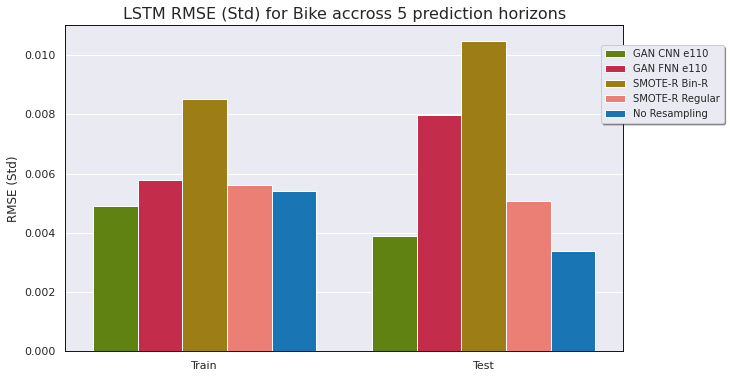 LSTM RMSE (Std) for Bike accross 5 prediction horizons
RMSE (Std)
0.010
0.008
0.006
0.004
0.002
0.000
Train
Test
GAN CNN e110
GAN FNN e110
SMOTE-R Bin-R
SMOTE-R Regular
No Resampling